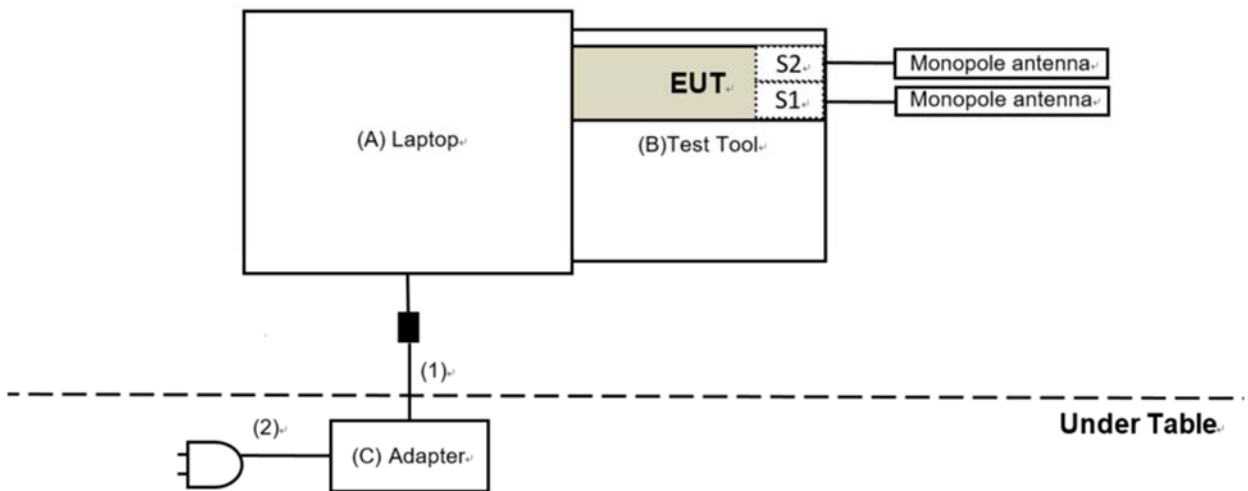 S2
Monopole antenna
EUT
S1
Monopole antenna
(A) Laptop
(B)Test Tool
(1)
Under Table
(2)
(C) Adapter